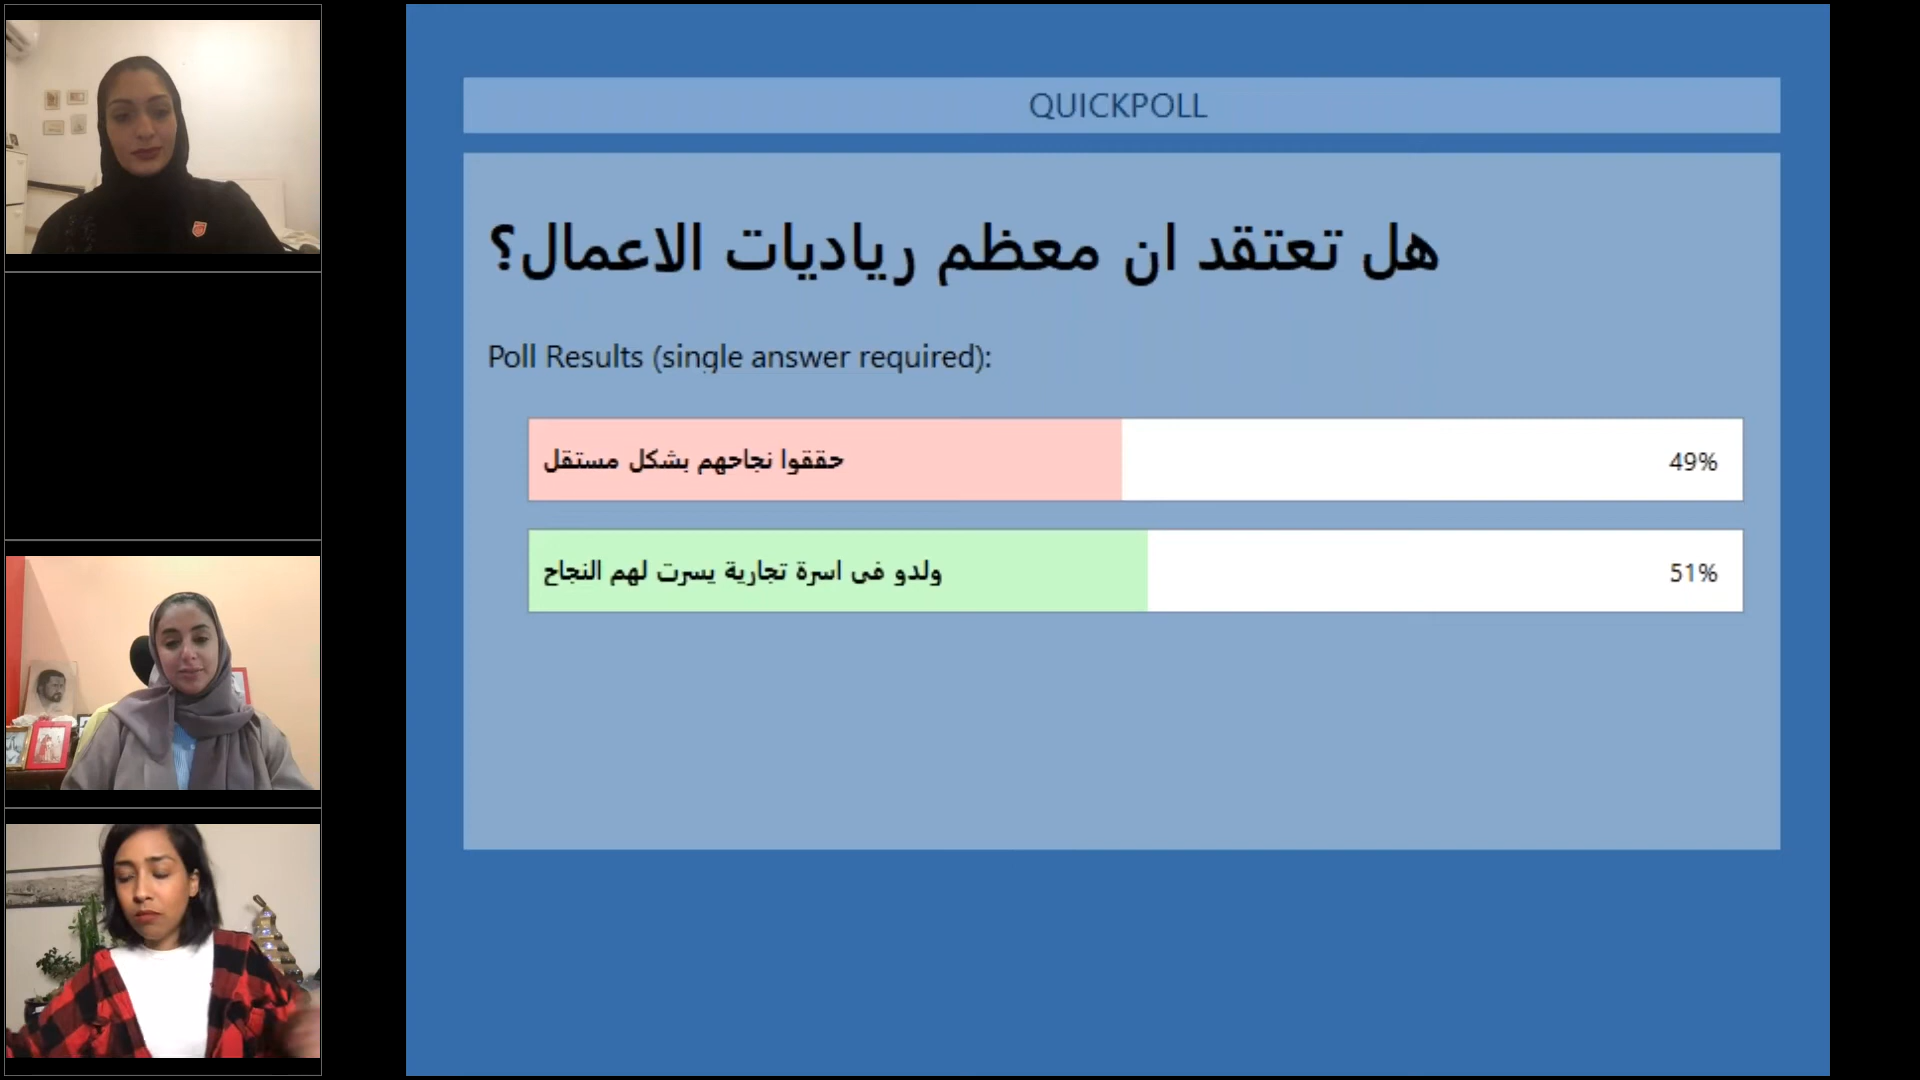 QUICKPOLL
هل تعتقد ان معظم رياديات الاعمال؟
Poll Results (single answer required):
حققوا نجاحهم بشكل مستقل 49%
ولدو في اسرة تجارية يسرت لهم النجاح 51%